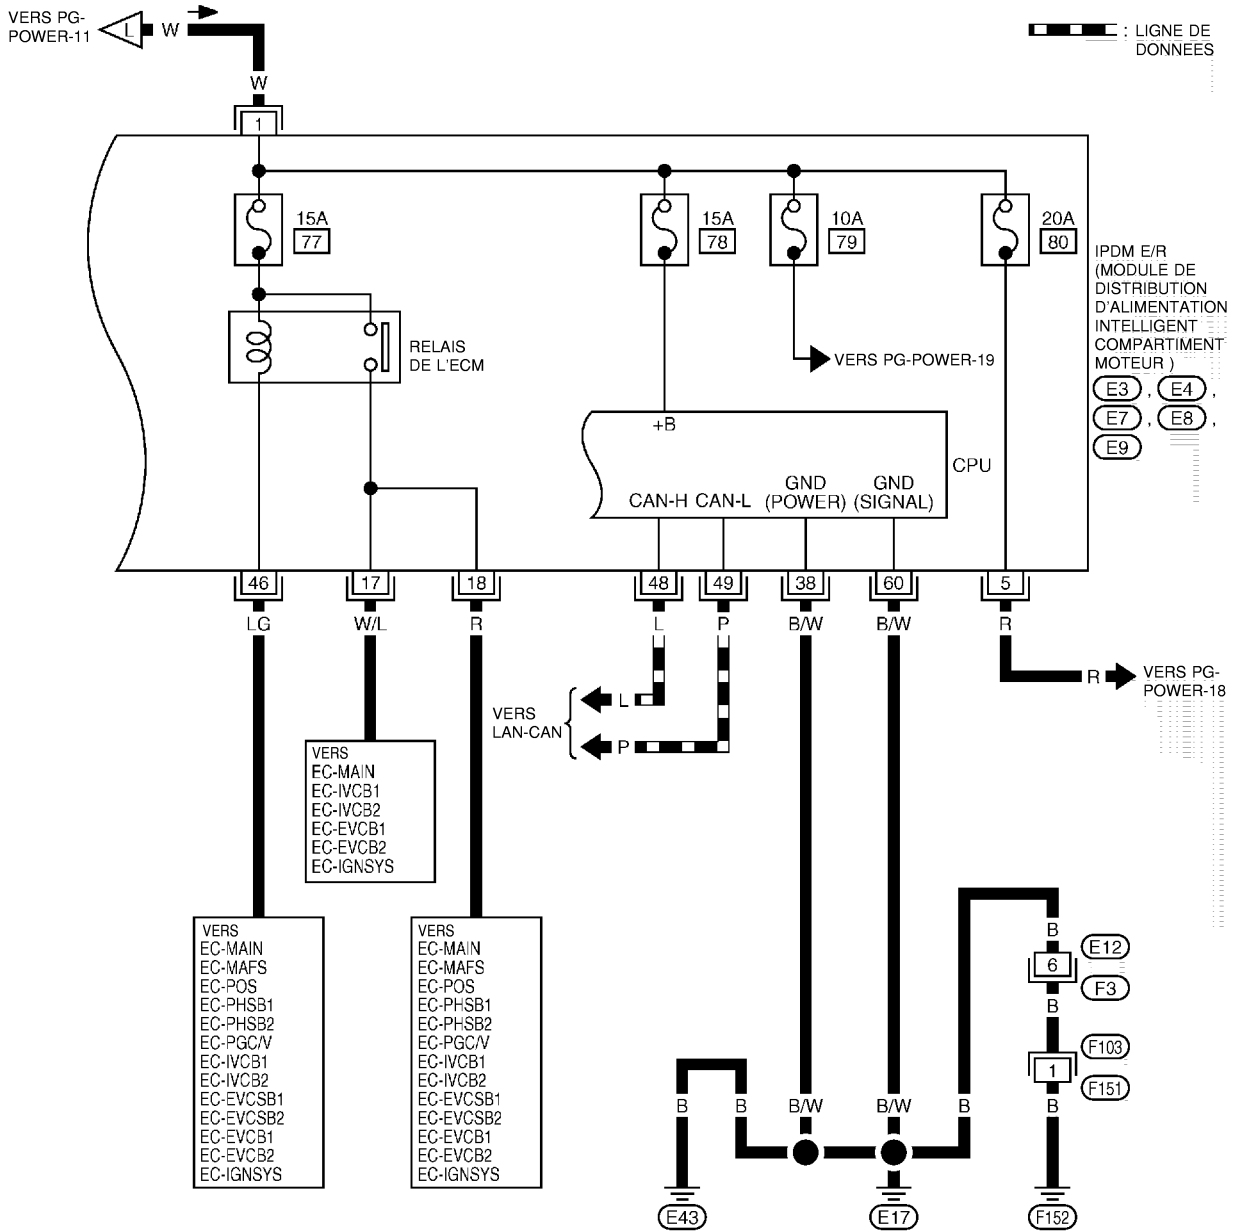 VERS PG-
POWER-11
L
W
: LIGNE DE
DONNEES
W
1
15A
77
15A
78
10A
79
20A
80
IPDM E/R
(MODULE DE
DISTRIBUTION
D'ALIMENTATION
INTELLIGENT
COMPARTIMENT
MOTEUR )
E3 , E4 ,
E7 , E8 ,
E9
RELAIS
DE L'ECM
VERS PG-POWER-19
+B
CPU
CAN-H CAN-L
GND
(POWER)
GND
(SIGNAL)
46
17
18
48
49
38
60
5
LG
W/L
R
L
P
B/W
B/W
R
VERS
LAN-CAN
L
P
R
VERS PG-
POWER-18
VERS
EC-MAIN
EC-IVCB1
EC-IVCB2
EC-EVCB1
EC-EVCB2
EC-IGNSYS
VERS
EC-MAIN
EC-MAFS
EC-POS
EC-PHSB1
EC-PHSB2
EC-PGC/V
EC-IVCB1
EC-IVCB2
EC-EVCSB1
EC-EVCSB2
EC-EVCB1
EC-EVCB2
EC-IGNSYS
VERS
EC-MAIN
EC-MAFS
EC-POS
EC-PHSB1
EC-PHSB2
EC-PGC/V
EC-IVCB1
EC-IVCB2
EC-EVCSB1
EC-EVCSB2
EC-EVCB1
EC-EVCB2
EC-IGNSYS
B
6
E12
F3
B
1
F103
F151
B
B
B/W
B/W
B
B
E43
E17
F152